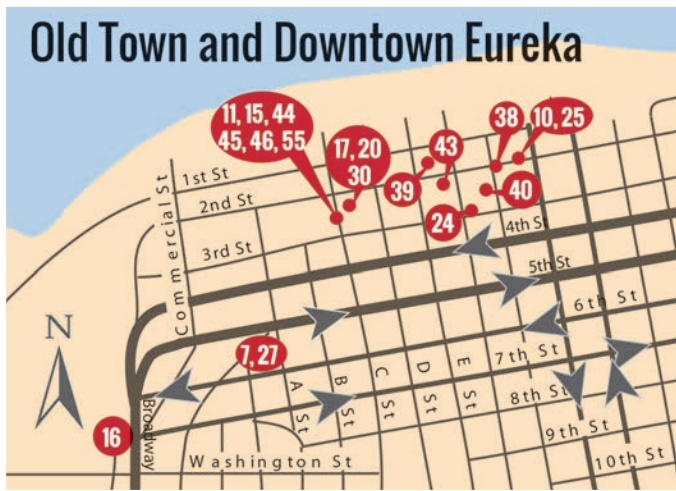 Old Town and Downtown Eureka
11, 15, 44
45, 46, 55
17, 20
30
43
38
10, 25
39
40
24
1st St
2nd St
3rd St
Commercial St
4th St
5th St
6th St
7th St
8th St
9th St
10th St
N
7, 27
A St
B St
C St
D St
E St
16
Broadway
Washington St